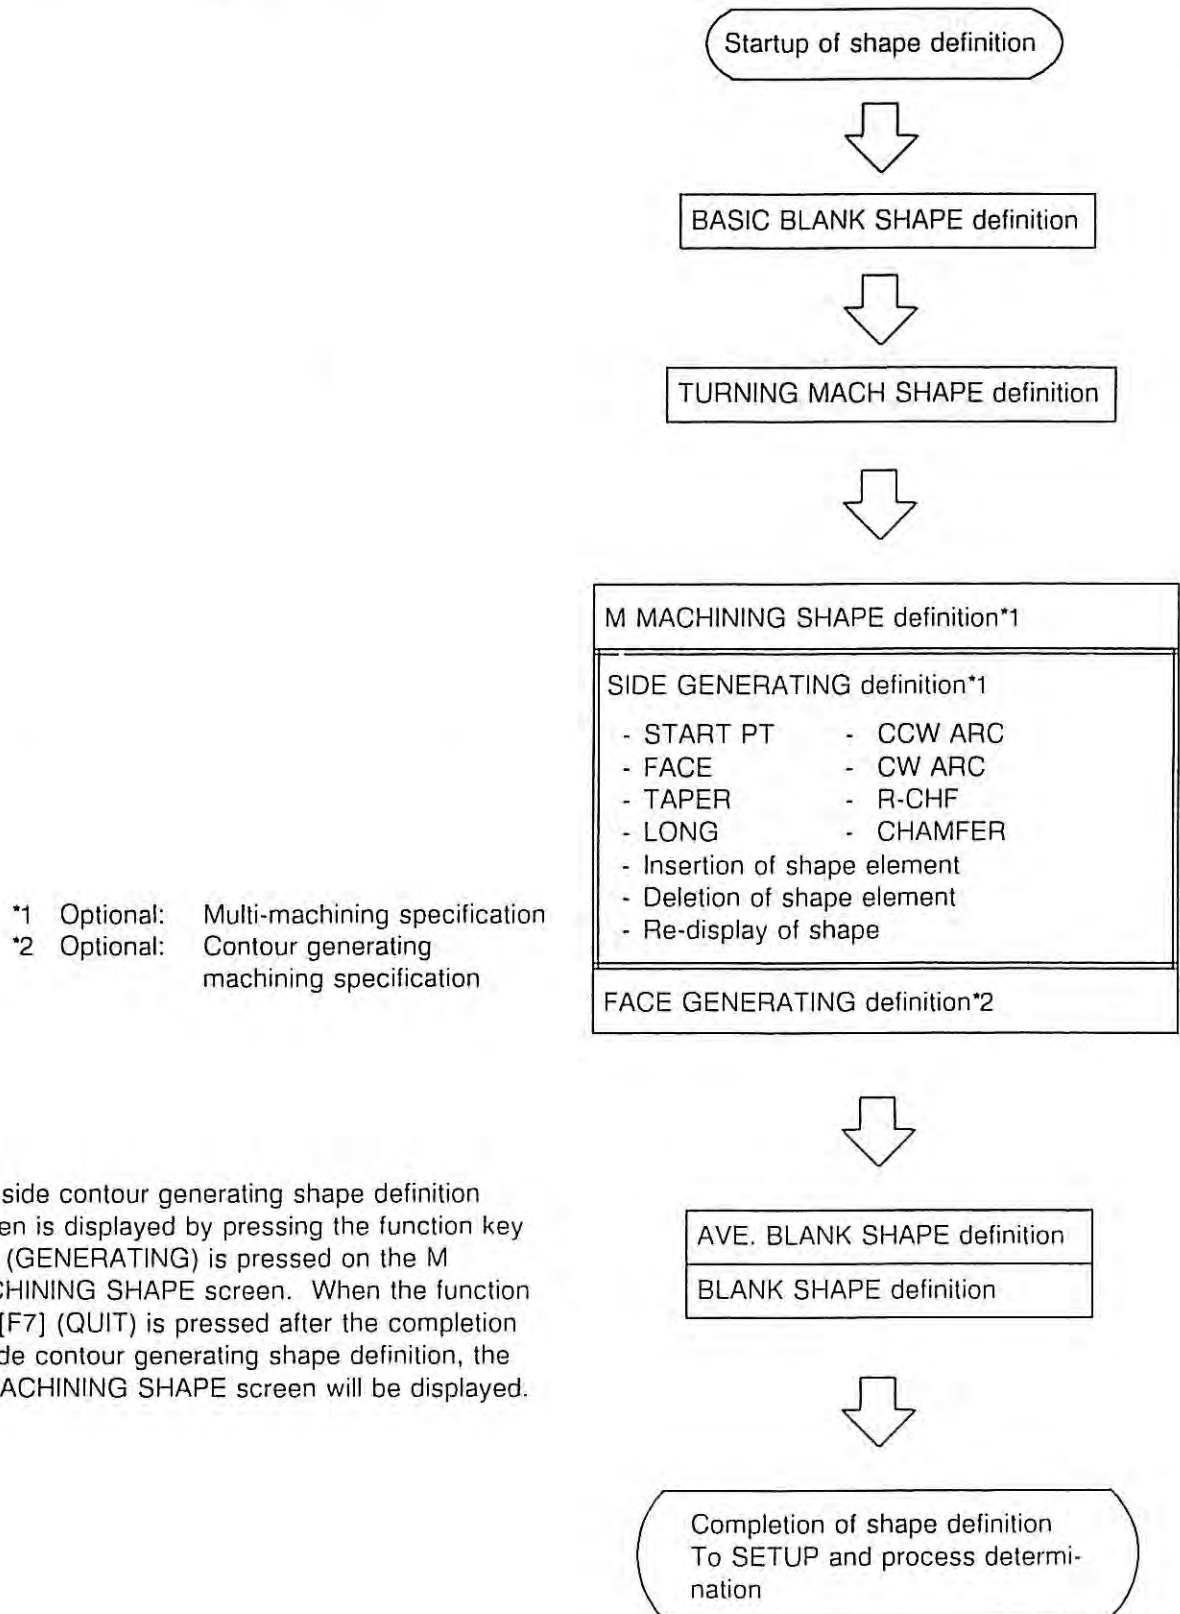 Startup of shape definition
BASIC BLANK SHAPE definition
TURNING MACH SHAPE definition
M MACHINING SHAPE definition*1
SIDE GENERATING definition*1
- START PT - CCW ARC
- FACE - CW ARC
- TAPER - R-CHF
- LONG - CHAMFER
- Insertion of shape element
- Deletion of shape element
- Re-display of shape
FACE GENERATING definition*2
*1 Optional: Multi-machining specification
*2 Optional: Contour generating
machining specification
side contour generating shape definition
en is displayed by pressing the function key
(GENERATING) is pressed on the M
CHINING SHAPE screen. When the function
[F7] (QUIT) is pressed after the completion
de contour generating shape definition, the
ACHINING SHAPE screen will be displayed.
AVE. BLANK SHAPE definition
BLANK SHAPE definition
Completion of shape definition
To SETUP and process determi-
nation